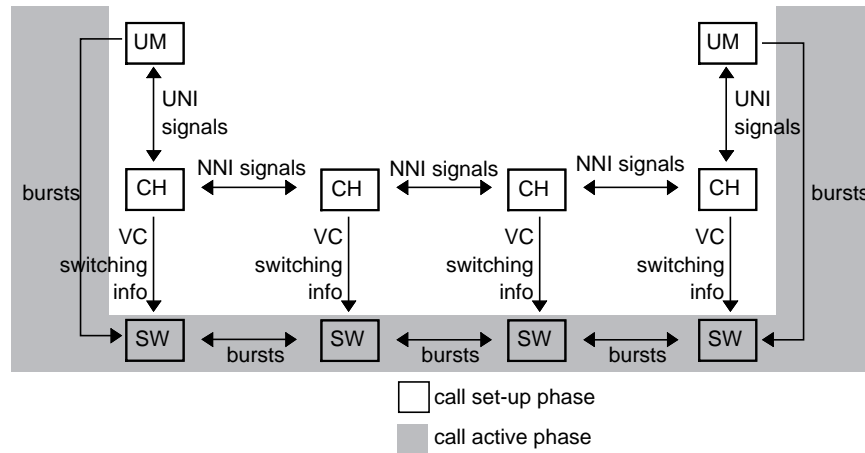 UM
UM
UNI
signals
UNI
signals
NNI signals
NNI signals
NNI signals
CH
CH
CH
CH
bursts
bursts
VC
switching
info
VC
switching
info
VC
switching
info
VC
switching
info
SW
SW
SW
SW
bursts
bursts
bursts
call set-up phase
call active phase